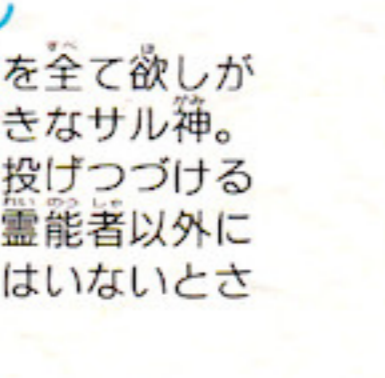 を全て欲しが
きなサル神。
投げつづける
霊能者以外に
はいないとさ